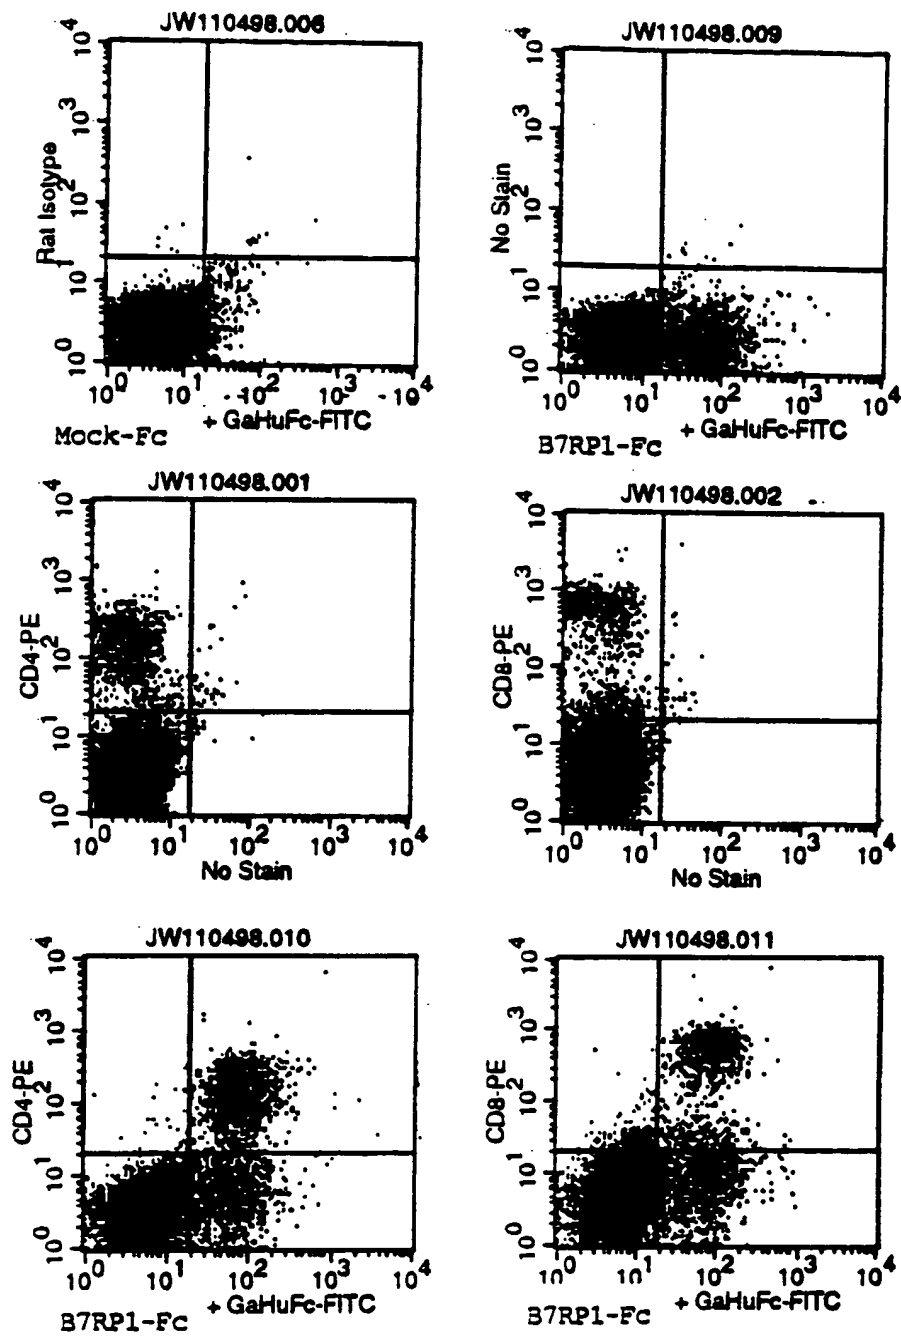 JW110498.006
Rat Isotype
10^0 10^1 10^2 10^3 10^4
10^0 10^1 10^2 10^3 10^4
Mock-Fc + GaHuFc-FITC
JW110498.009
No Stain
10^0 10^1 10^2 10^3 10^4
10^0 10^1 10^2 10^3 10^4
B7RP1-Fc + GaHuFc-FITC
JW110498.001
CD4-PE
10^0 10^1 10^2 10^3 10^4
10^0 10^1 10^2 10^3 10^4
No Stain
JW110498.002
CD8-PE
10^0 10^1 10^2 10^3 10^4
10^0 10^1 10^2 10^3 10^4
No Stain
JW110498.010
CD4-PE
10^0 10^1 10^2 10^3 10^4
10^0 10^1 10^2 10^3 10^4
B7RP1-Fc + GaHuFc-FITC
JW110498.011
CD8-PE
10^0 10^1 10^2 10^3 10^4
10^0 10^1 10^2 10^3 10^4
B7RP1-Fc + GaHuFc-FITC